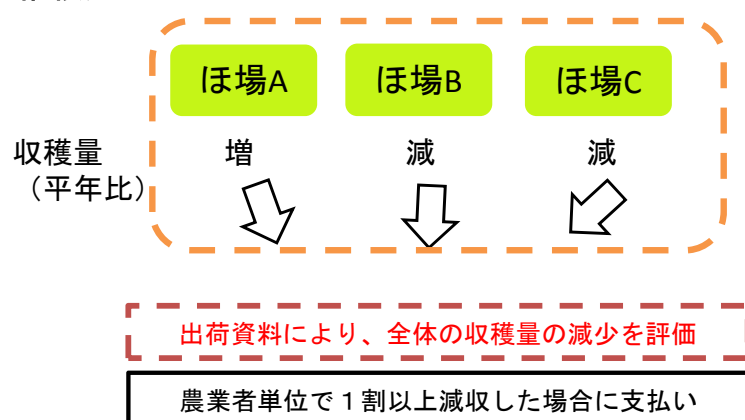 ほ場A ほ場B ほ場C
収穫量 増 減 減
（平年比）
出荷資料により、全体の収穫量の減少を評価
農業者単位で１割以上減収した場合に支払い